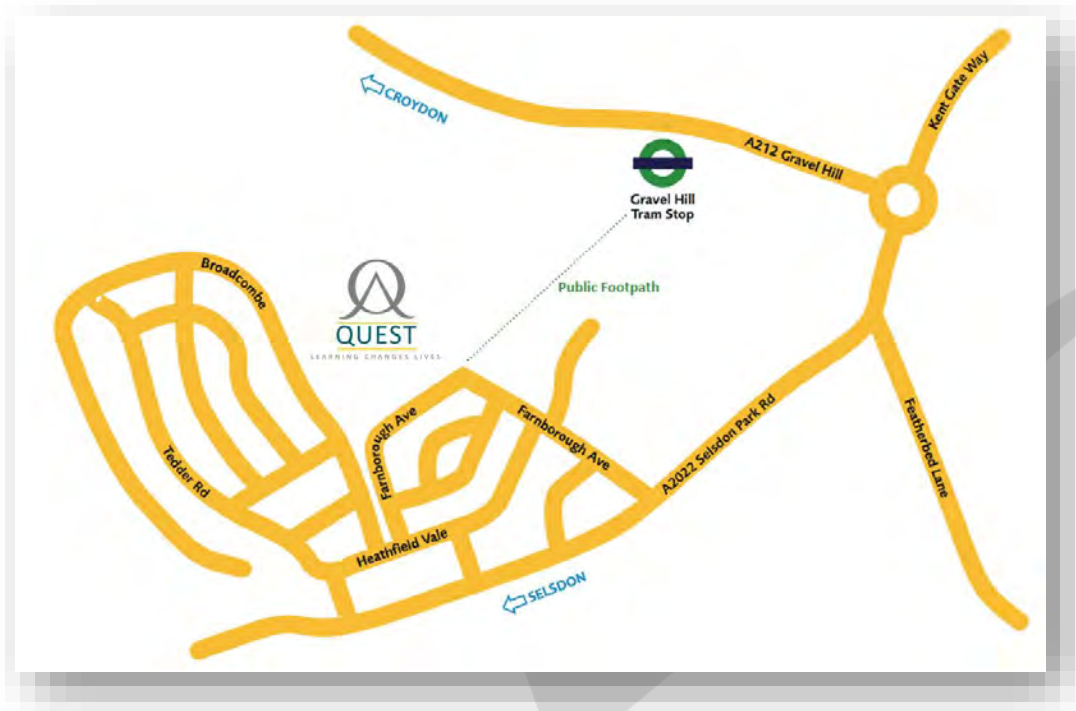 CROYDON
Kent Gate Way
A212 Gravel Hill
Gravel Hill
Tram Stop
Broadcombe
Public Footpath
QUEST
LEARNING CHANGES LIVES
Farnborough Ave
Farnborough Ave
A2022 Selsdon Park Rd
Featherbed Lane
Tedder Rd
Heathfield Vale
SELSDON